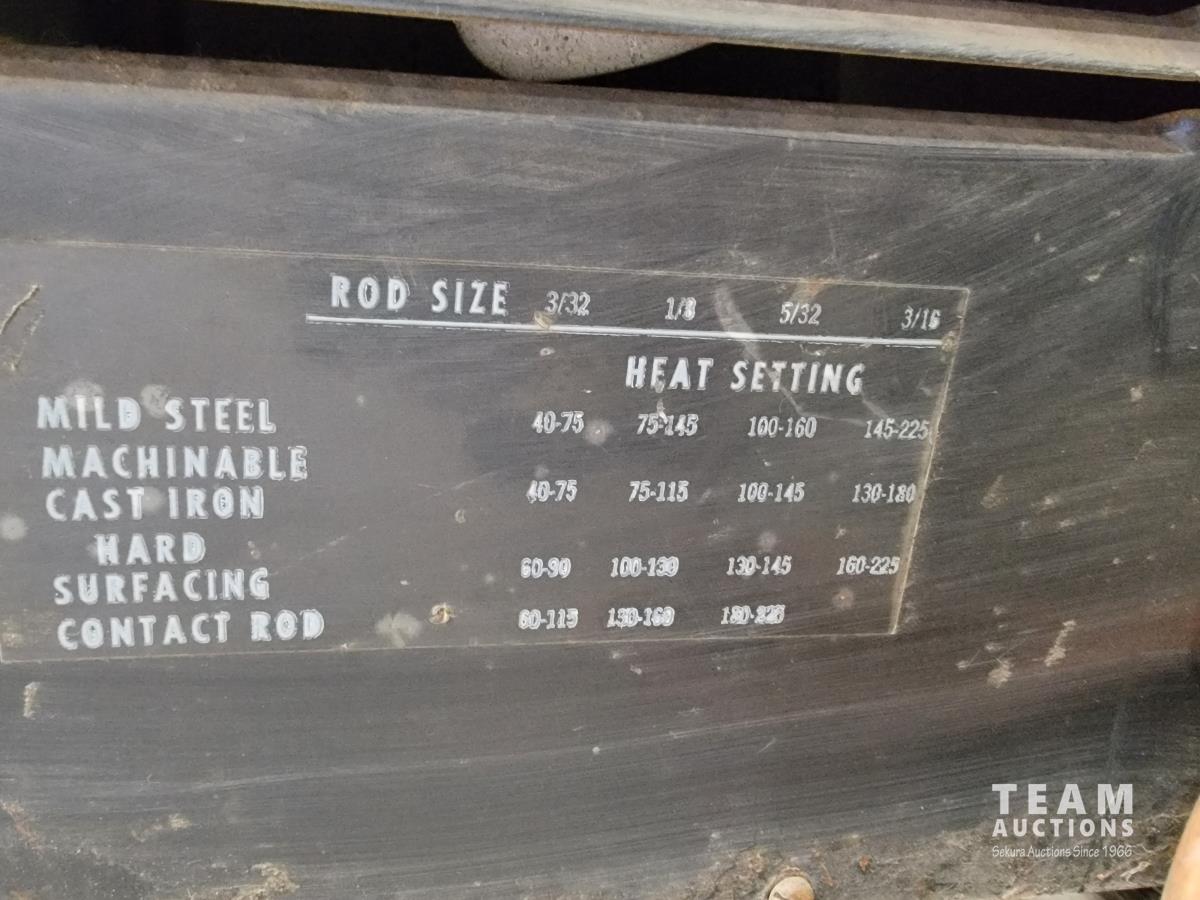 ROD SIZE 3/32 1/8 5/32 3/16
HEAT SETTING
MILD STEEL 40-75 75-145 100-160 145-225
MACHINABLE
CAST IRON 40-75 75-115 100-145 130-180
HARD
SURFACING 60-90 100-130 130-145 160-225
CONTACT ROD 60-115 130-160
TEAM
AUCTIONS
Sekura Auctions Since 1966